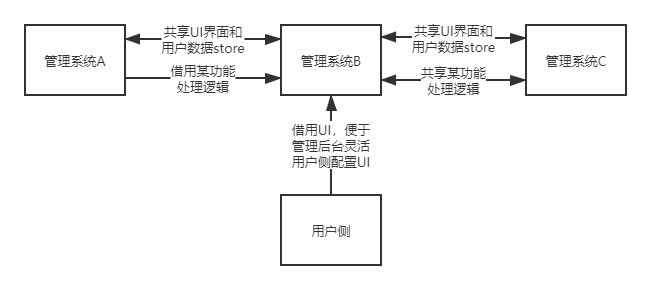 管理系统A
共享UI界面和
用户数据store
借用某功能
处理逻辑
管理系统B
共享UI界面和
用户数据store
共享某功能
处理逻辑
管理系统C
借用UI，便于
管理后台灵活
用户侧配置UI
用户侧